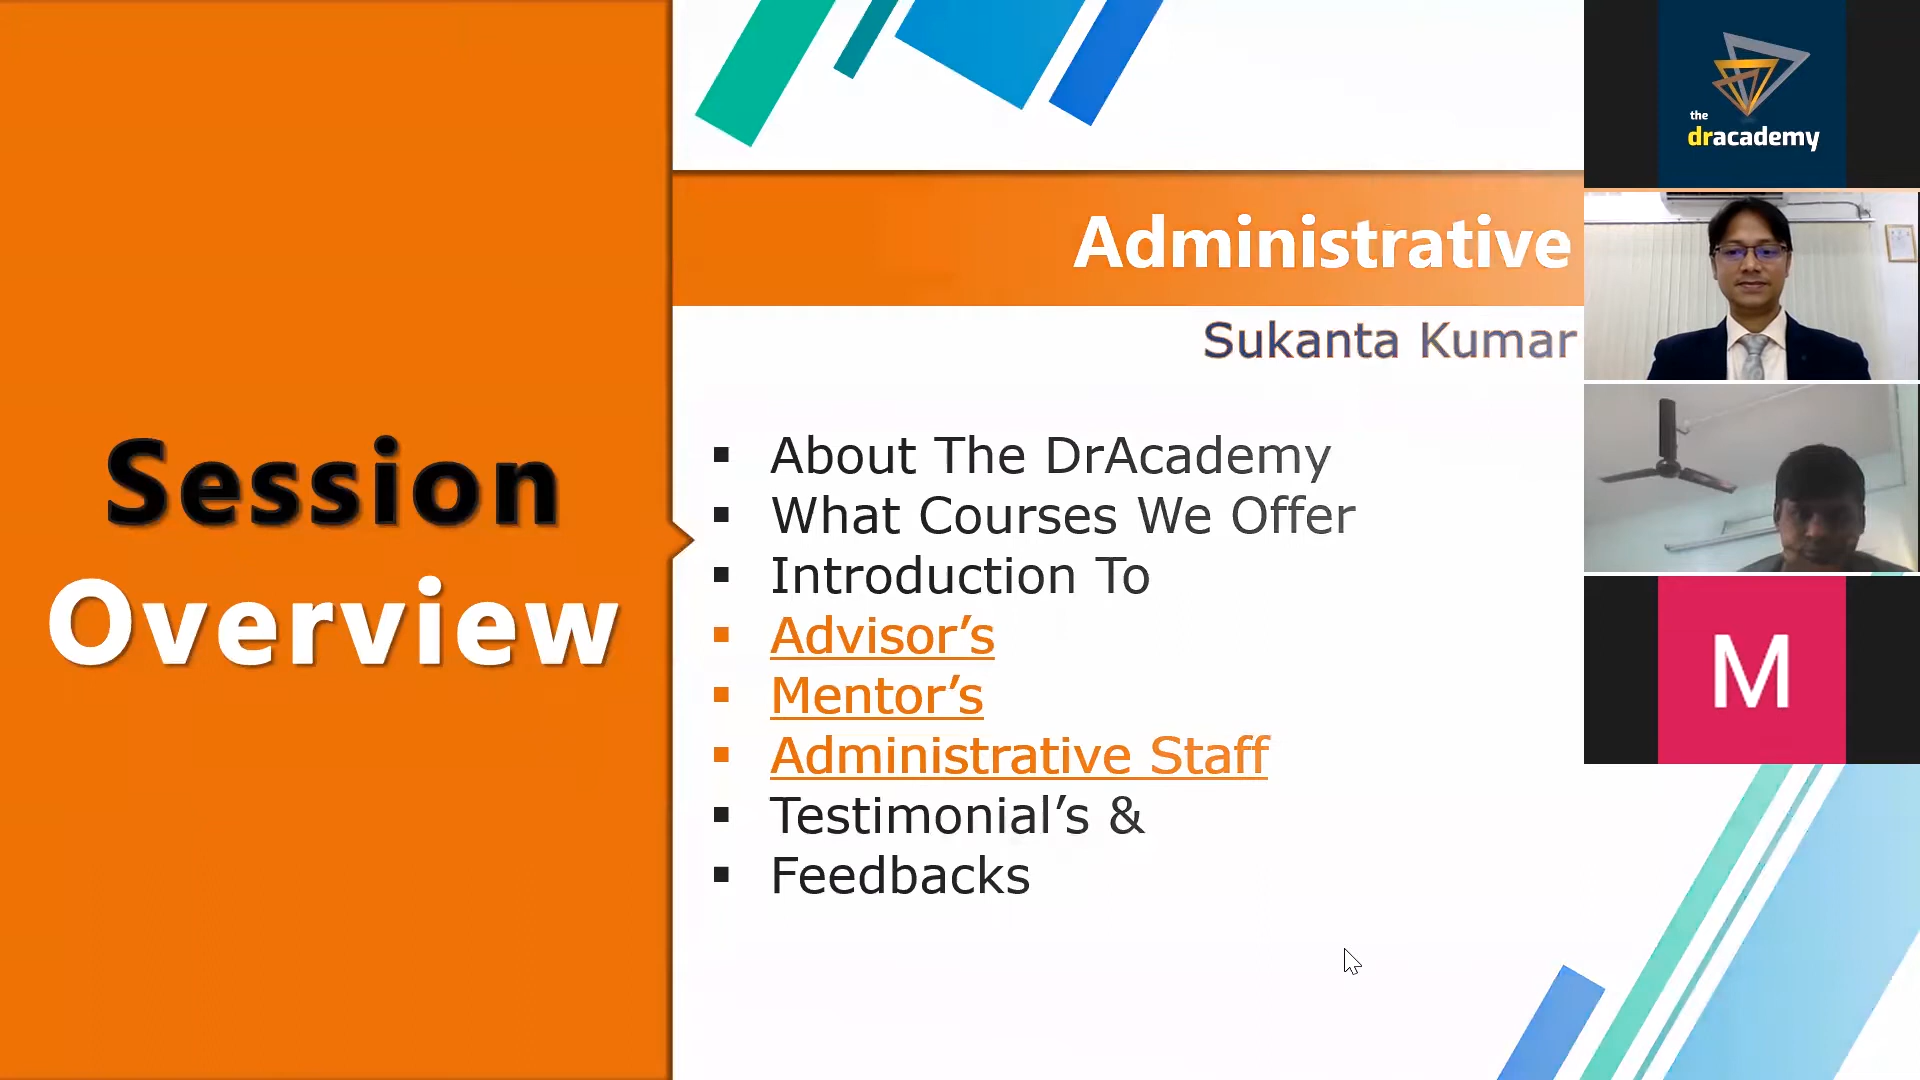 Session
Overview
Administrative
Sukanta Kumar
About The DrAcademy
What Courses We Offer
Introduction To
Advisor’s
Mentor’s
Administrative Staff
Testimonial’s &
Feedbacks
the
dracademy
M